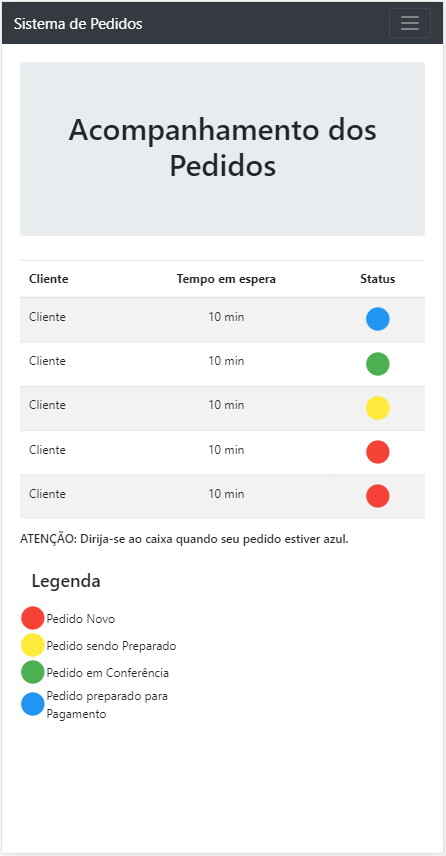 Sistema de Pedidos
Acompanhamento dos
Pedidos
Cliente Tempo em espera Status
Cliente 10 min
Cliente 10 min
Cliente 10 min
Cliente 10 min
Cliente 10 min
ATENÇÃO: Dirija-se ao caixa quando seu pedido estiver azul.
Legenda
Pedido Novo
Pedido sendo Preparado
Pedido em Conferência
Pedido preparado para
Pagamento